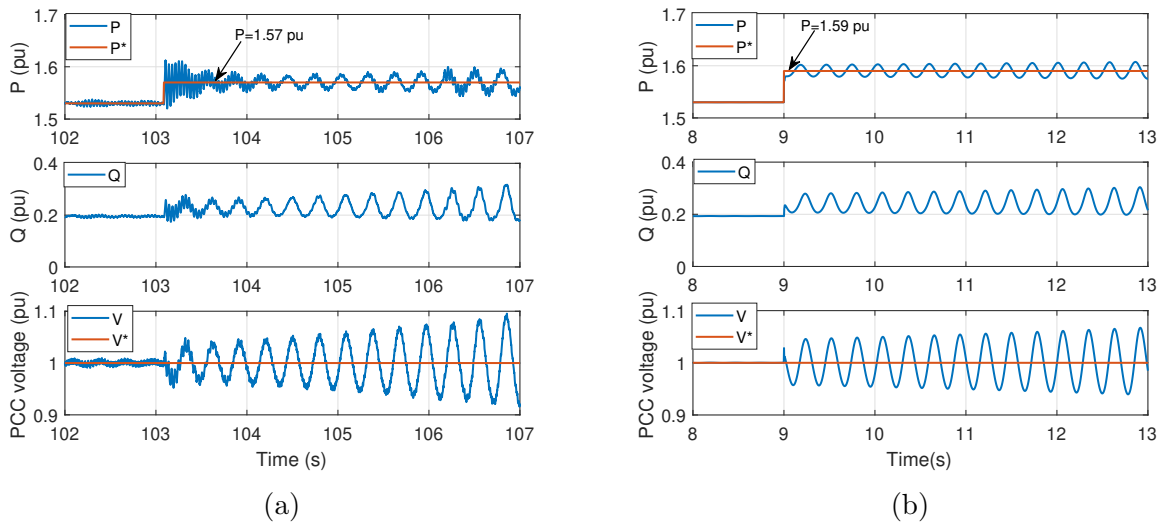 1.7
P
P*
P=1.57 pu
1.6
1.5
P (pu)
102 103 104 105 106 107
0.4
Q
0.2
0
Q (pu)
102 103 104 105 106 107
1.1
V
V*
1
0.9
PCC voltage (pu)
102 103 104 105 106 107
Time (s)
(a)
1.7
P
P*
P=1.59 pu
1.6
1.5
P (pu)
8 9 10 11 12 13
0.4
Q
0.2
0
Q (pu)
8 9 10 11 12 13
1.1
V
V*
1
0.9
PCC voltage (pu)
8 9 10 11 12 13
Time(s)
(b)